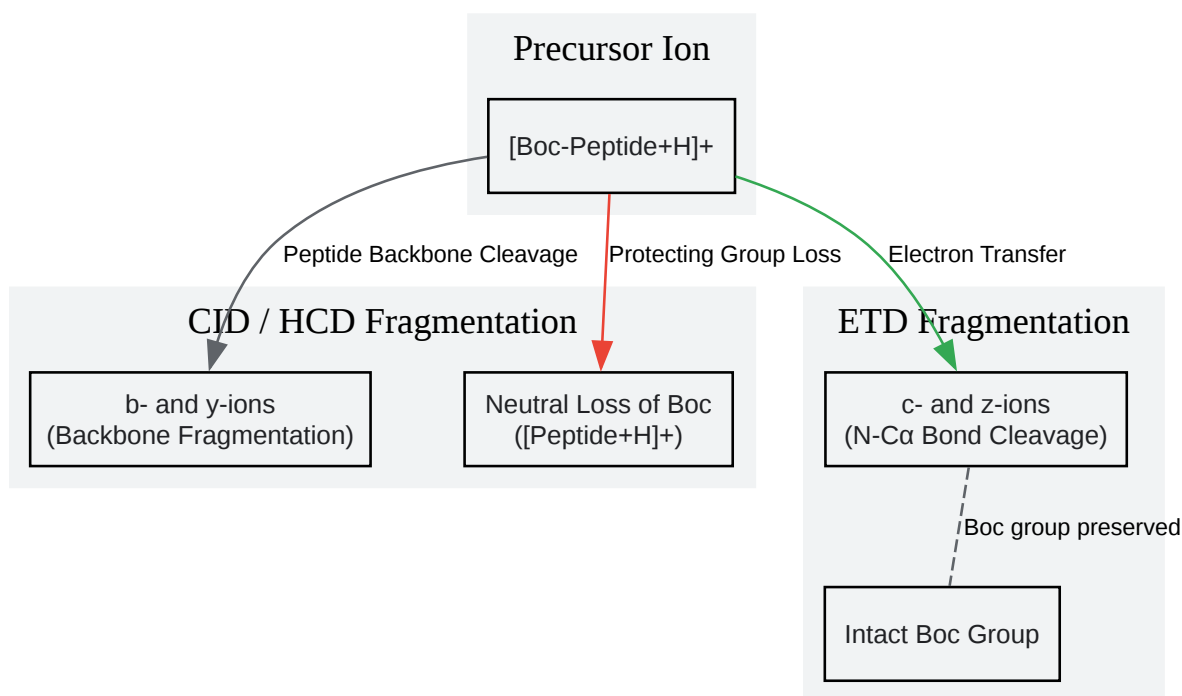 Precursor Ion
[Boc-Peptide+H]+
Peptide Backbone Cleavage
Protecting Group Loss
Electron Transfer
CID / HCD Fragmentation
ETD Fragmentation
b- and y-ions
(Backbone Fragmentation)
Neutral Loss of Boc
([Peptide+H]+)
c- and z-ions
(N-Cα Bond Cleavage)
Boc group preserved
Intact Boc Group